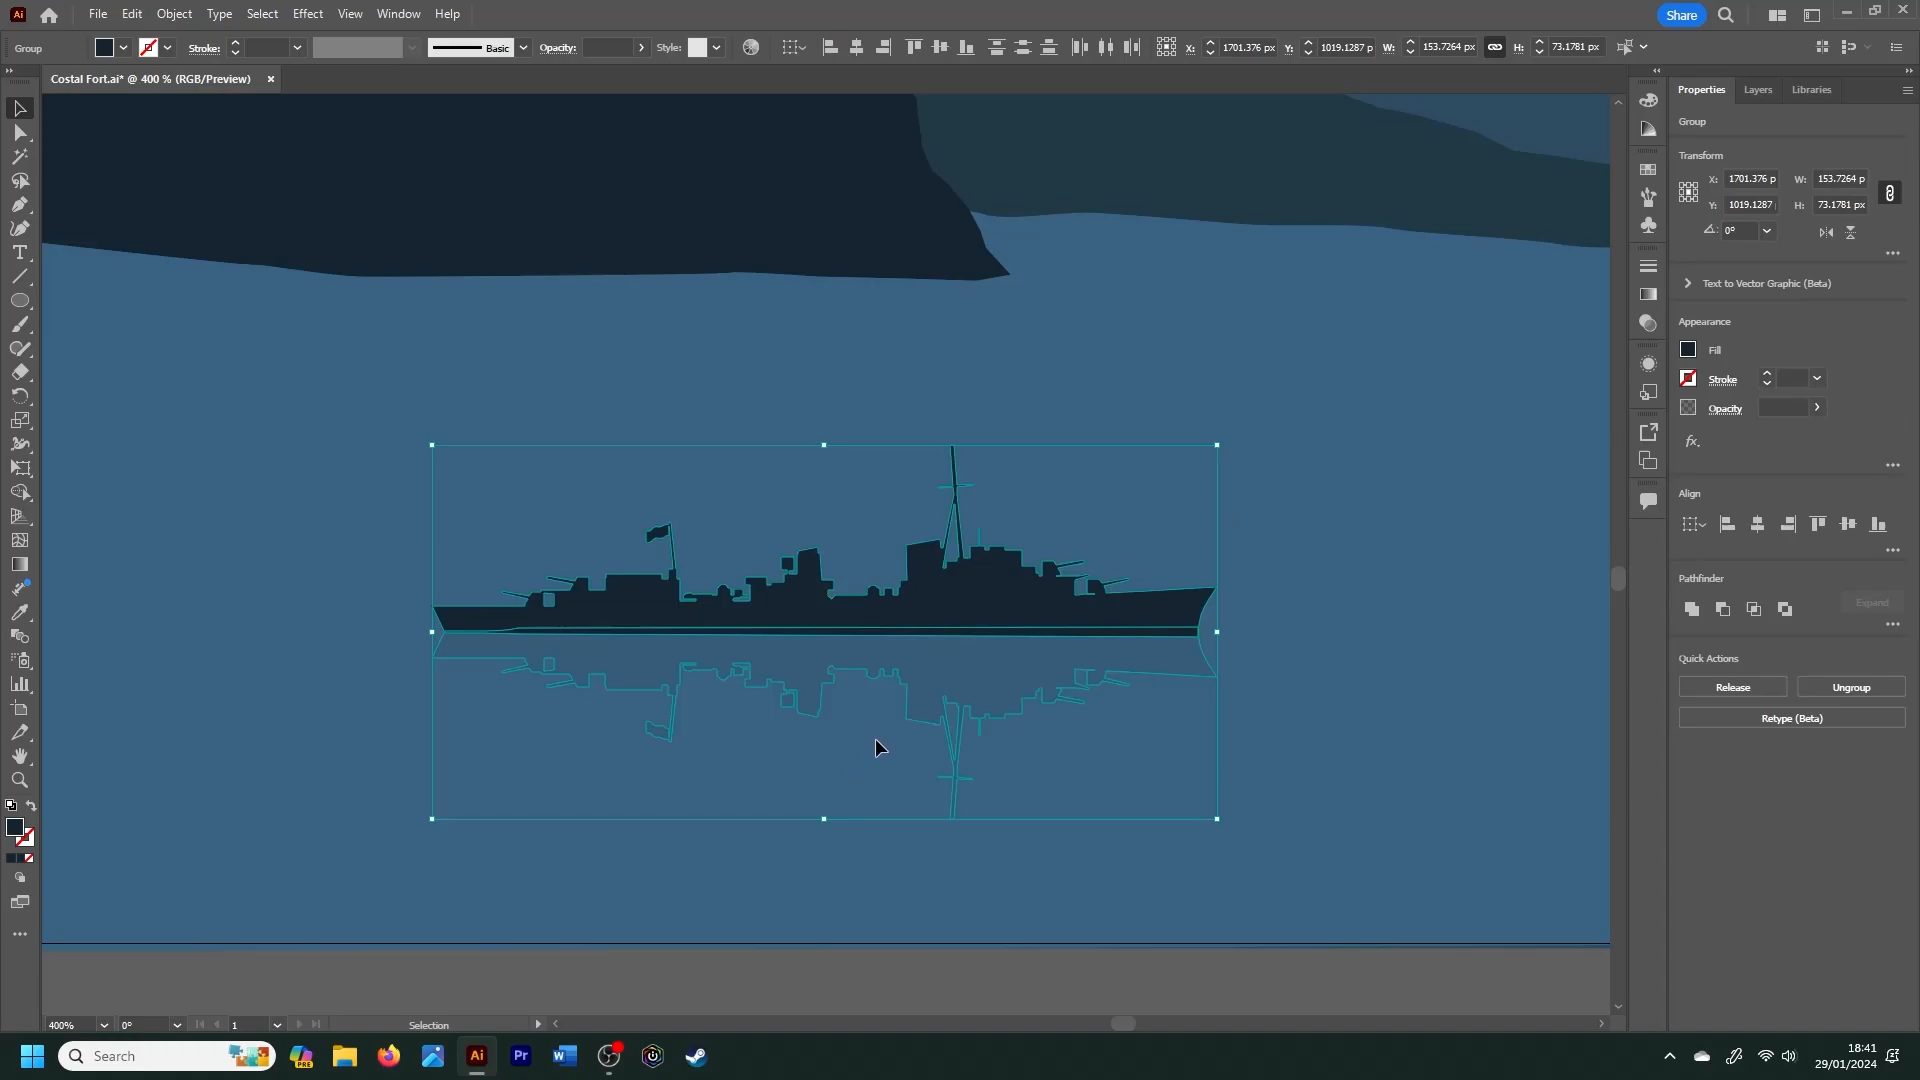 Ai File Edit Object Type Select Effect View Window Help Share
Group Stroke: Basic Opacity: Style: X: 1701.376 px Y: 1019.1287 p W: 153.7264 px H: 73.1781 px
Costal Fort.ai* @ 400 % (RGB/Preview) ×
Properties Layers Libraries
Group
Transform
X: 1701.376 p W: 153.7264 p
Y: 1019.1287 H: 73.1781 px
0°
Text to Vector Graphic (Beta)
Appearance
Fill
Stroke
Opacity
fx.
Align
Pathfinder
Expand
Quick Actions
Release Ungroup
Retype (Beta)
400% 0° 1 Selection
Search PRE Ai Pr W
18:41
29/01/2024